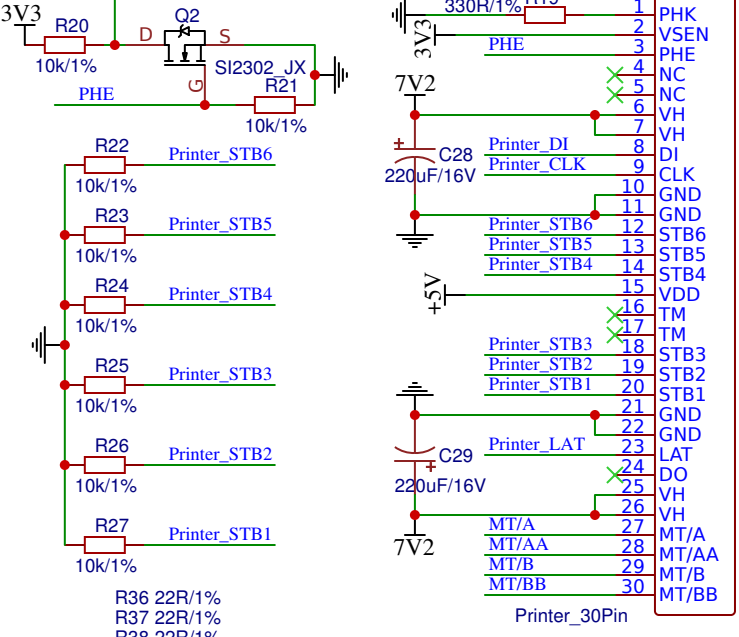 3V3
R20
10k/1%
Q2
D
S
G
SI2302_JX
PHE
R21
10k/1%
R22
10k/1%
Printer_STB6
R23
10k/1%
Printer_STB5
R24
10k/1%
Printer_STB4
R25
10k/1%
Printer_STB3
R26
10k/1%
Printer_STB2
R27
10k/1%
Printer_STB1
R36 22R/1%
R37 22R/1%
R38 22R/1%
330R/1%
R19
3V3
PHE
7V2
C28
220uF/16V
Printer_DI
Printer_CLK
Printer_STB6
Printer_STB5
Printer_STB4
+5V
Printer_STB3
Printer_STB2
Printer_STB1
C29
220uF/16V
Printer_LAT
7V2
MT/A
MT/AA
MT/B
MT/BB
1 PHK
2 VSEN
3 PHE
4 NC
5 NC
6 VH
7 VH
8 DI
9 CLK
10 GND
11 GND
12 STB6
13 STB5
14 STB4
15 VDD
16 TM
17 TM
18 STB3
19 STB2
20 STB1
21 GND
22 GND
23 LAT
24 DO
25 VH
26 VH
27 MT/A
28 MT/AA
29 MT/B
30 MT/BB
Printer_30Pin